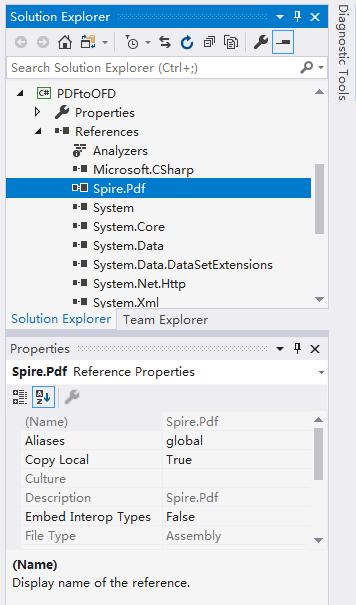 Solution Explorer
Search Solution Explorer (Ctrl+;)
C# PDFtoOFD
Properties
References
Analyzers
Microsoft.CSharp
Spire.Pdf
System
System.Core
System.Data
System.Data.DataSetExtensions
System.Net.Http
System.Xml
Solution Explorer Team Explorer
Properties
Spire.Pdf Reference Properties
(Name) Spire.Pdf
Aliases global
Copy Local True
Culture
Description Spire.Pdf
Embed Interop Types False
File Type Assembly
(Name)
Display name of the reference.
Diagnostic Tools